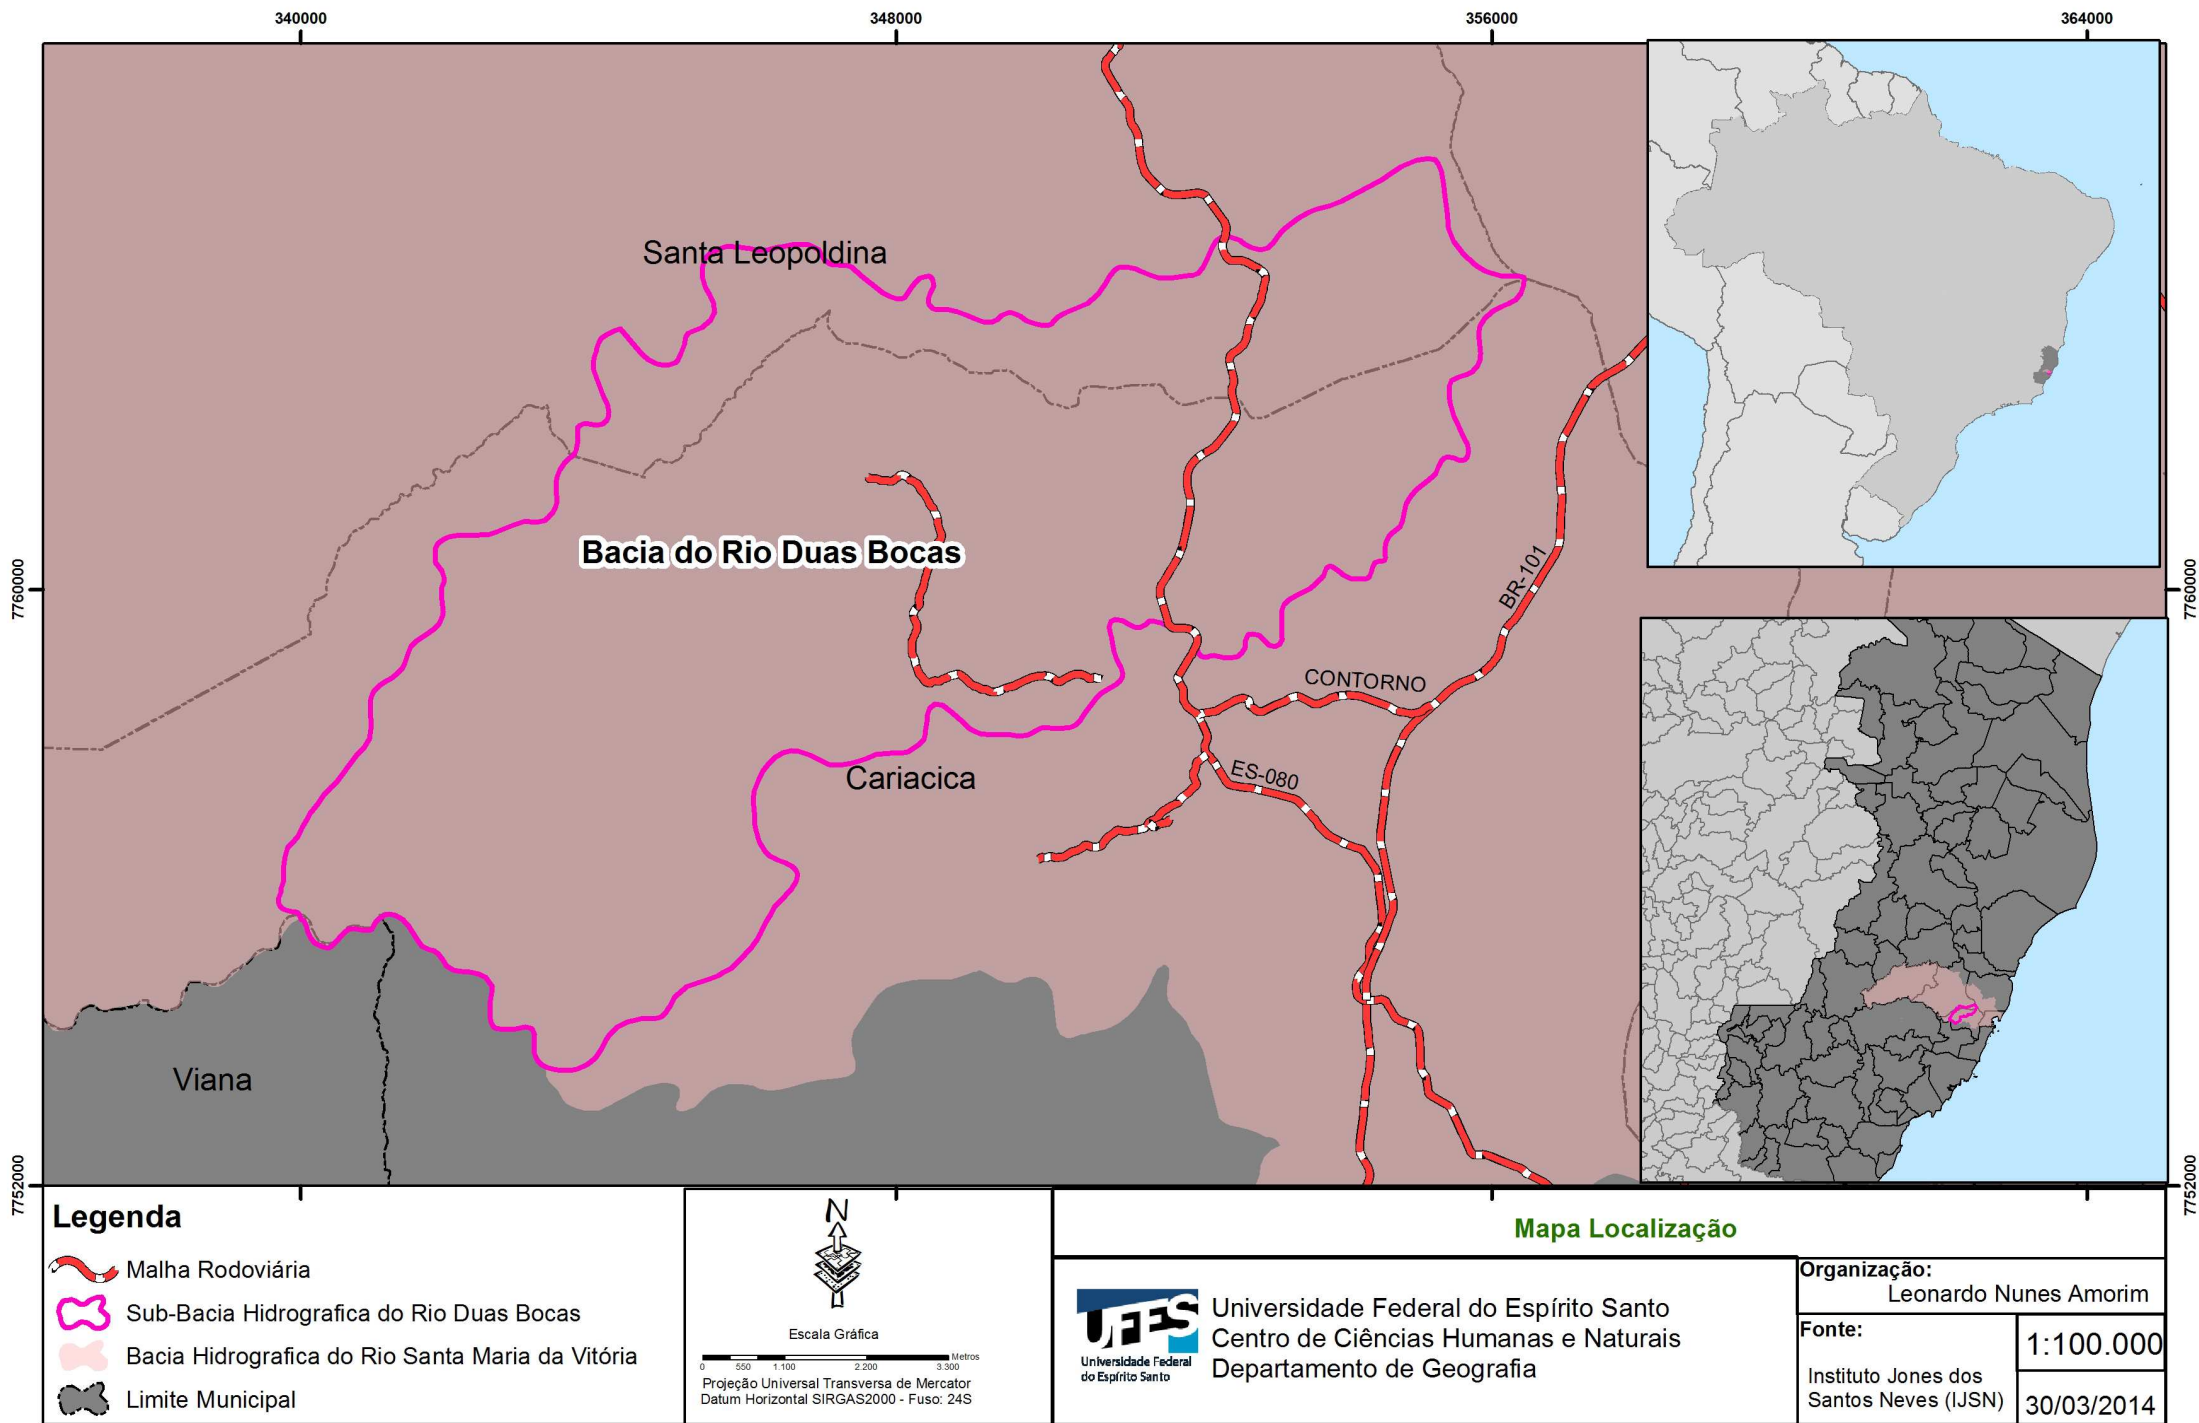 340000
348000
356000
364000
Santa Leopoldina
Bacia do Rio Duas Bocas
BR-101
7760000
7760000
CONTORNO
Cariacica
ES-080
Viana
7752000
7752000
Legenda
Malha Rodoviária
Sub-Bacia Hidrografica do Rio Duas Bocas
Bacia Hidrografica do Rio Santa Maria da Vitória
Limite Municipal
N
Escala Gráfica
Metros
0 550 1.100 2.200 3.300
Projeção Universal Transversa de Mercator
Datum Horizontal SIRGAS2000 - Fuso: 24S
Mapa Localização
UFES
Universidade Federal
do Espírito Santo
Universidade Federal do Espírito Santo
Centro de Ciências Humanas e Naturais
Departamento de Geografia
Organização:
Leonardo Nunes Amorim
Fonte:
Instituto Jones dos
Santos Neves (IJSN)
1:100.000
30/03/2014